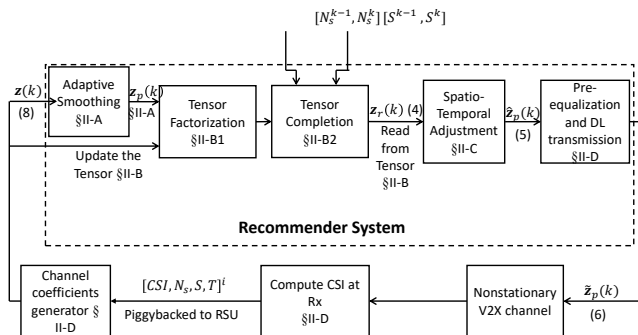 [N_s^{k-1}, N_s^k] [S^{k-1}, S^k]
z(k)
(8)
Adaptive
Smoothing
§II-A
z_p(k)
§II-A
Tensor
Factorization
§II-B1
Tensor
Completion
§II-B2
z_r(k) (4)
Read
from
Tensor
§II-B
Spatio-
Temporal
Adjustment
§II-C
ẑ_p(k)
(5)
Pre-
equalization
and DL
transmission
§II-D
Update the
Tensor §II-B
Recommender System
Channel
coefficients
generator §
II-D
[CSI, N_s, S, T]^i
Piggybacked to RSU
Compute CSI at
Rx
§II-D
Nonstationary
V2X channel
z̃_p(k)
(6)